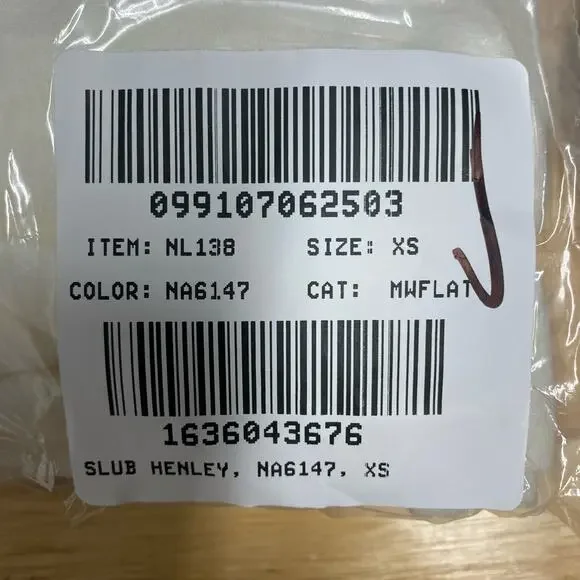 099107062503
ITEM: NL138 SIZE: XS
COLOR: NA6147 CAT: MWFLAT
1636043676
SLUB HENLEY, NA6147, XS